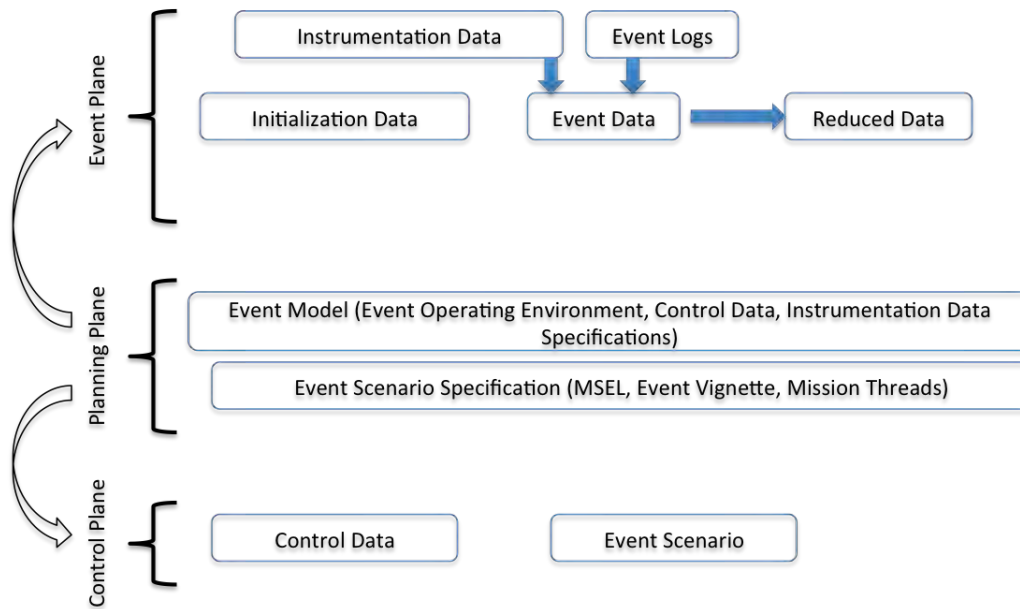 Event Plane
Instrumentation Data
Event Logs
Initialization Data
Event Data
Reduced Data
Planning Plane
Event Model (Event Operating Environment, Control Data, Instrumentation Data
Specifications)
Event Scenario Specification (MSEL, Event Vignette, Mission Threads)
Control Plane
Control Data
Event Scenario